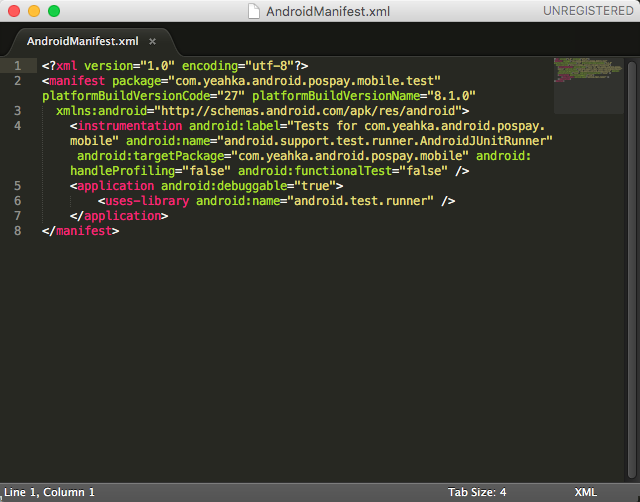 AndroidManifest.xml
UNREGISTERED
AndroidManifest.xml ×
1 <?xml version="1.0" encoding="utf-8"?>
2 <manifest package="com.yeahka.android.pospay.mobile.test"
platformBuildVersionCode="27" platformBuildVersionName="8.1.0"
3 xmlns:android="http://schemas.android.com/apk/res/android">
4 <instrumentation android:label="Tests for com.yeahka.android.pospay.
mobile" android:name="android.support.test.runner.AndroidJUnitRunner"
android:targetPackage="com.yeahka.android.pospay.mobile" android:
handleProfiling="false" android:functionalTest="false" />
5 <application android:debuggable="true">
6 <uses-library android:name="android.test.runner" />
7 </application>
8 </manifest>
Line 1, Column 1
Tab Size: 4
XML